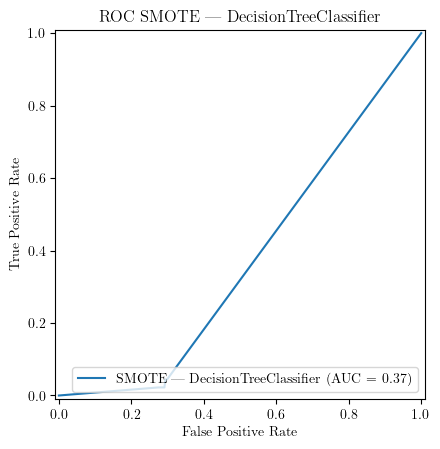 ROC SMOTE — DecisionTreeClassifier
1.0
0.8
0.6
0.4
0.2
0.0
True Positive Rate
SMOTE — DecisionTreeClassifier (AUC = 0.37)
0.0 0.2 0.4 0.6 0.8 1.0
False Positive Rate